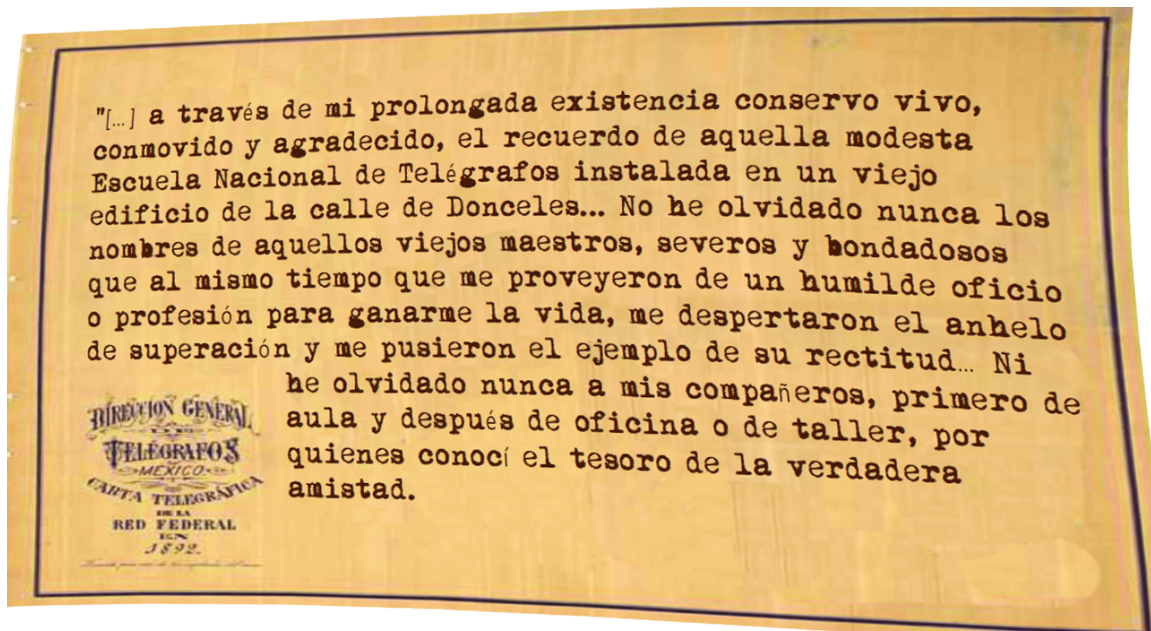 "[...] a través de mi prolongada existencia conservo vivo,
conmovido y agradecido, el recuerdo de aquella modesta
Escuela Nacional de Telégrafos instalada en un viejo
edificio de la calle de Donceles... No he olvidado nunca los
nombres de aquellos viejos maestros, severos y bondadosos
que al mismo tiempo que me proveyeron de un humilde oficio
o profesión para ganarme la vida, me despertaron el anhelo
de superación y me pusieron el ejemplo de su rectitud... Ni
he olvidado nunca a mis compañeros, primero de
aula y después de oficina o de taller, por
quienes conocí el tesoro de la verdadera
amistad.
DIRECCION GENERAL
DE
TELEGRAFOS
MEXICO
CARTA TELEGRÁFICA
DE LA
RED FEDERAL
EN
1892.